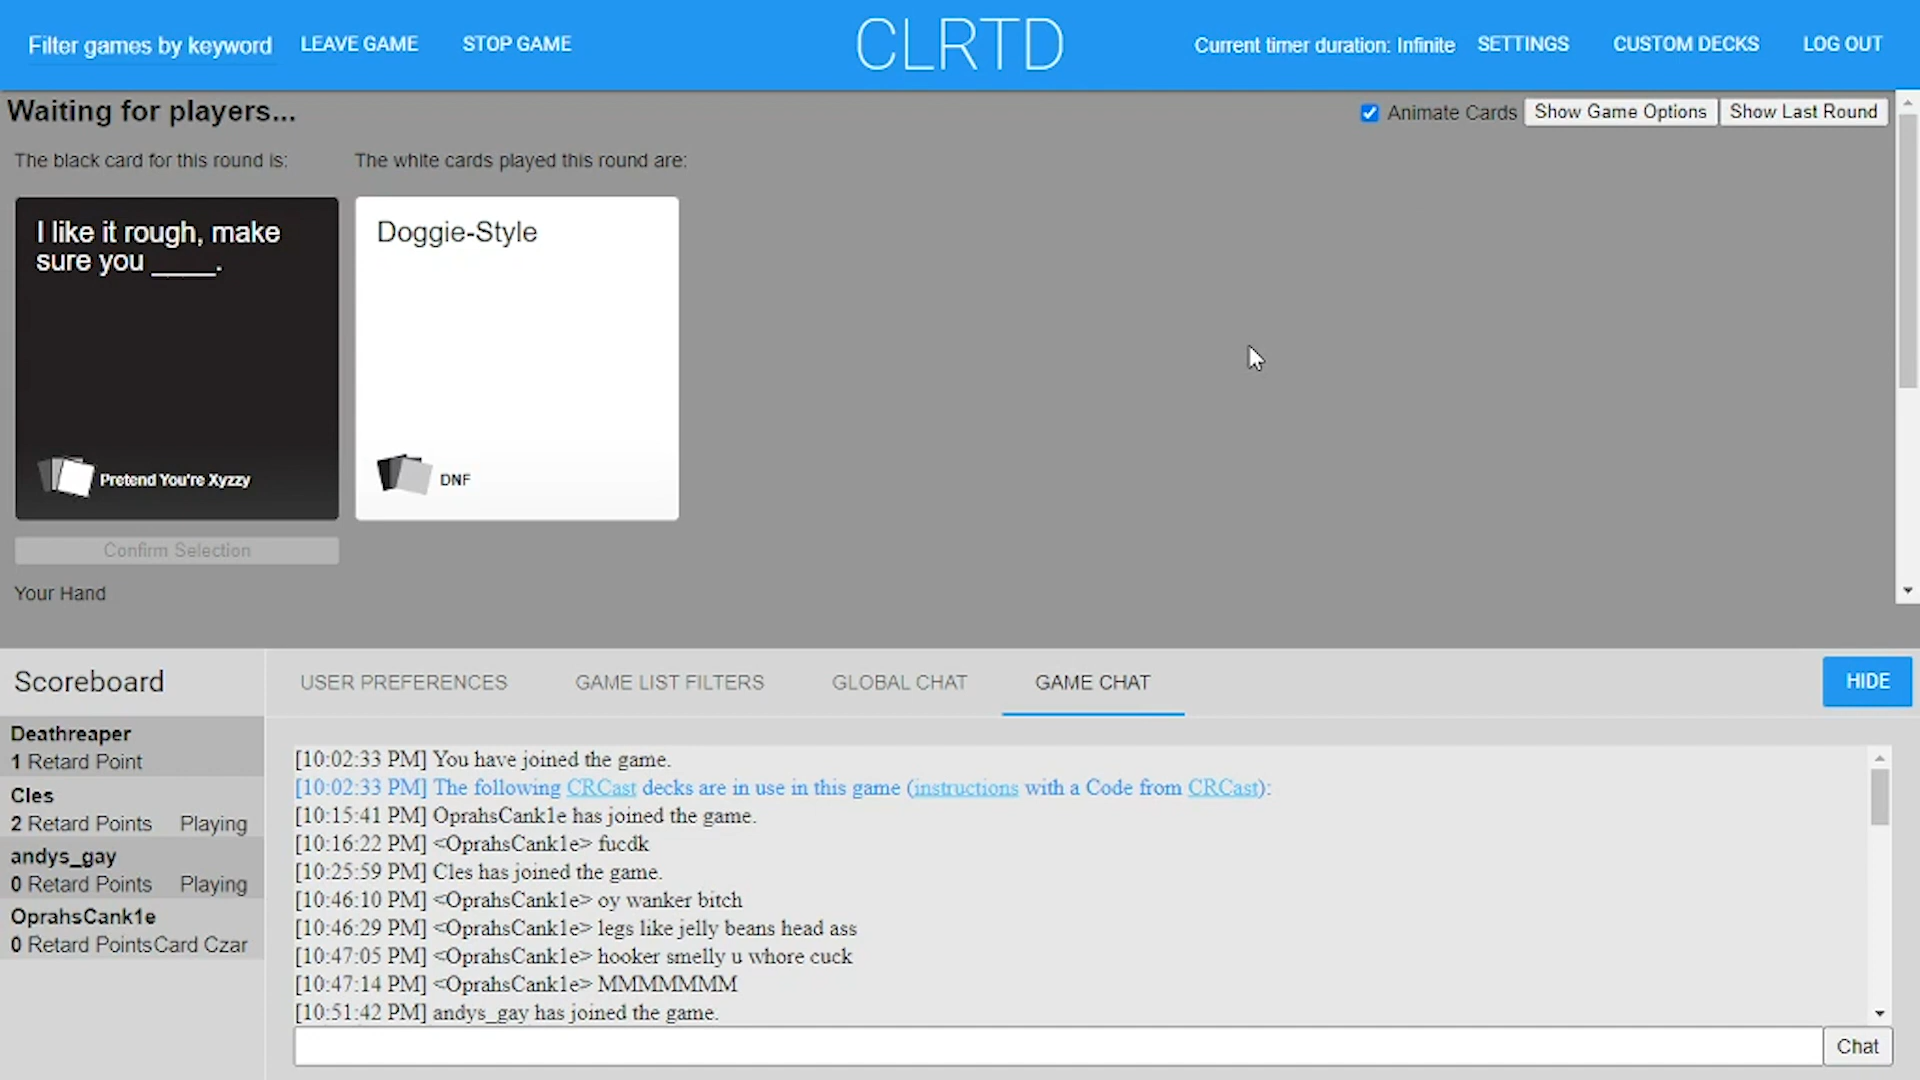 Filter games by keyword
LEAVE GAME
STOP GAME
CLRTD
Current timer duration: Infinite
SETTINGS
CUSTOM DECKS
LOG OUT
Waiting for players...
Animate Cards
Show Game Options
Show Last Round
The black card for this round is:
The white cards played this round are:
I like it rough, make
sure you ____.
Pretend You're Xyzzy
Doggie-Style
DNF
Confirm Selection
Your Hand
Scoreboard
Deathreaper
1 Retard Point
Cles
2 Retard Points Playing
andys_gay
0 Retard Points Playing
OprahsCank1e
0 Retard Points Card Czar
USER PREFERENCES
GAME LIST FILTERS
GLOBAL CHAT
GAME CHAT
HIDE
[10:02:33 PM] You have joined the game.
[10:02:33 PM] The following CRCast decks are in use in this game (instructions with a Code from CRCast):
[10:15:41 PM] OprahsCank1e has joined the game.
[10:16:22 PM] <OprahsCank1e> fucdk
[10:25:59 PM] Cles has joined the game.
[10:46:10 PM] <OprahsCank1e> oy wanker bitch
[10:46:29 PM] <OprahsCank1e> legs like jelly beans head ass
[10:47:05 PM] <OprahsCank1e> hooker smelly u whore cuck
[10:47:14 PM] <OprahsCank1e> MMMMMMM
[10:51:42 PM] andys_gay has joined the game.
Chat